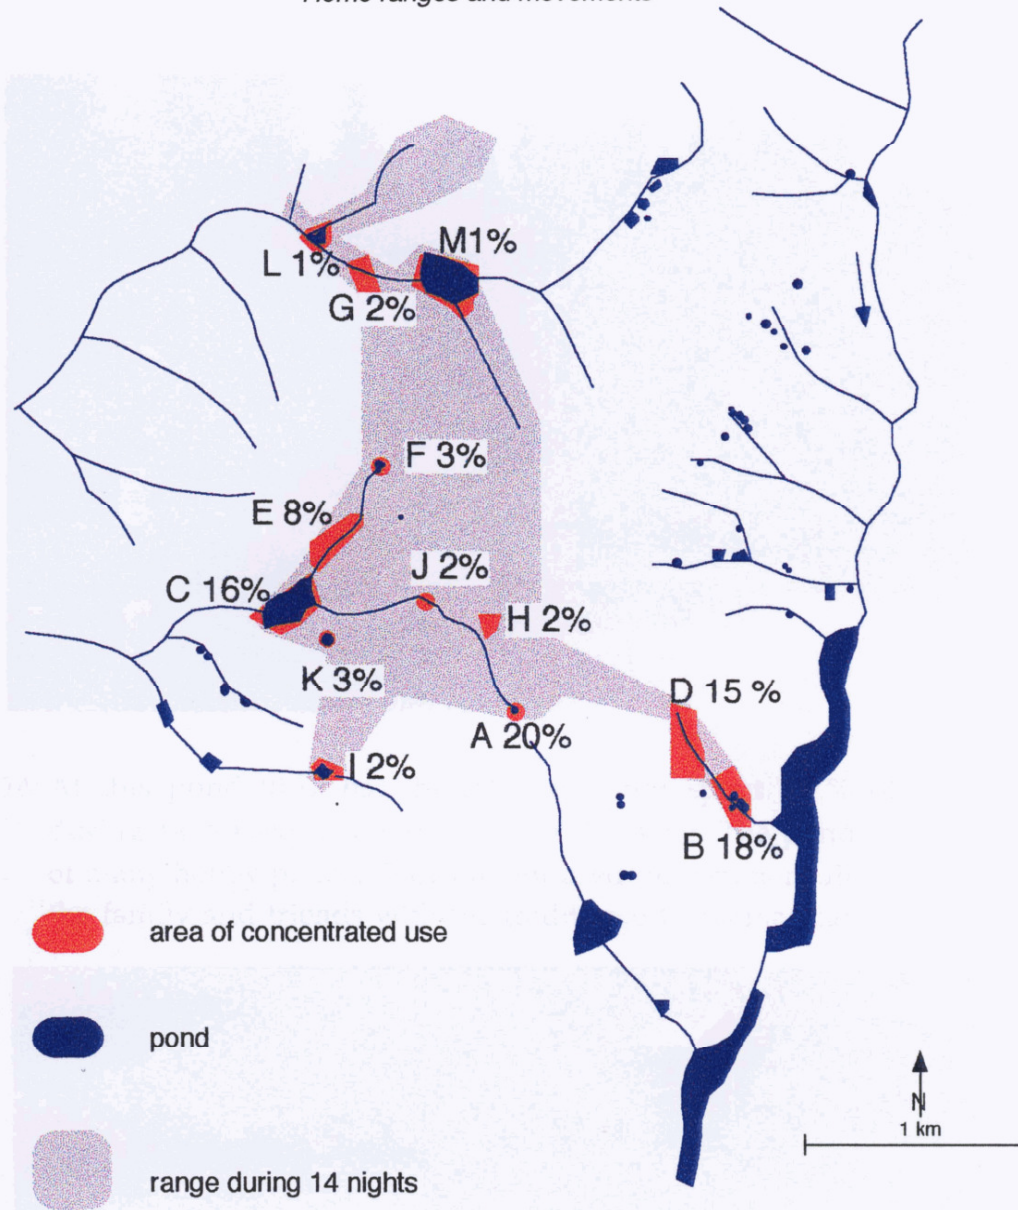 Home ranges and movements
M1%
L 1%
G 2%
F 3%
E 8%
J 2%
C 16%
H 2%
K 3%
D 15 %
A 20%
I 2%
B 18%
area of concentrated use
pond
N
1 km
range during 14 nights